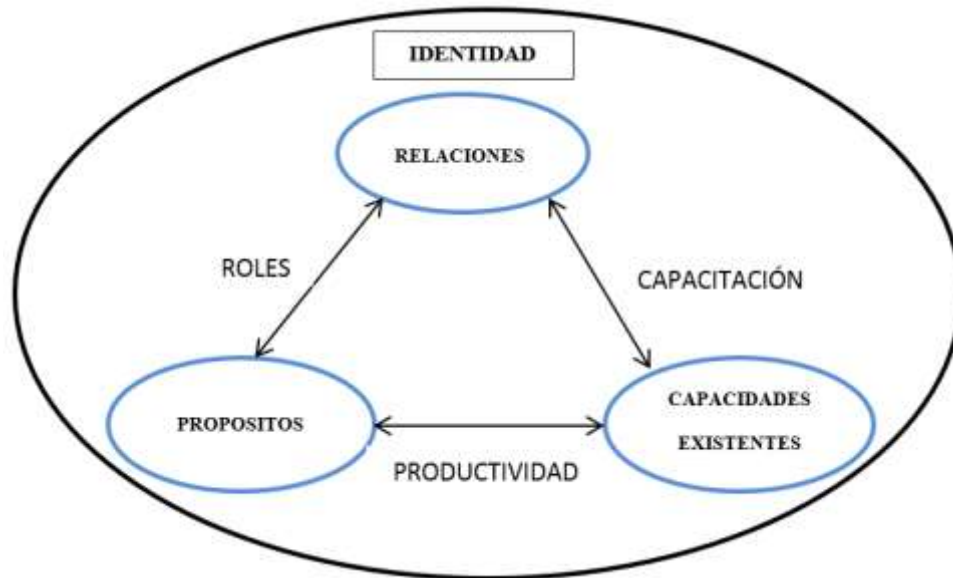 IDENTIDAD
RELACIONES
ROLES
CAPACITACIÓN
PROPOSITOS
CAPACIDADES
EXISTENTES
PRODUCTIVIDAD